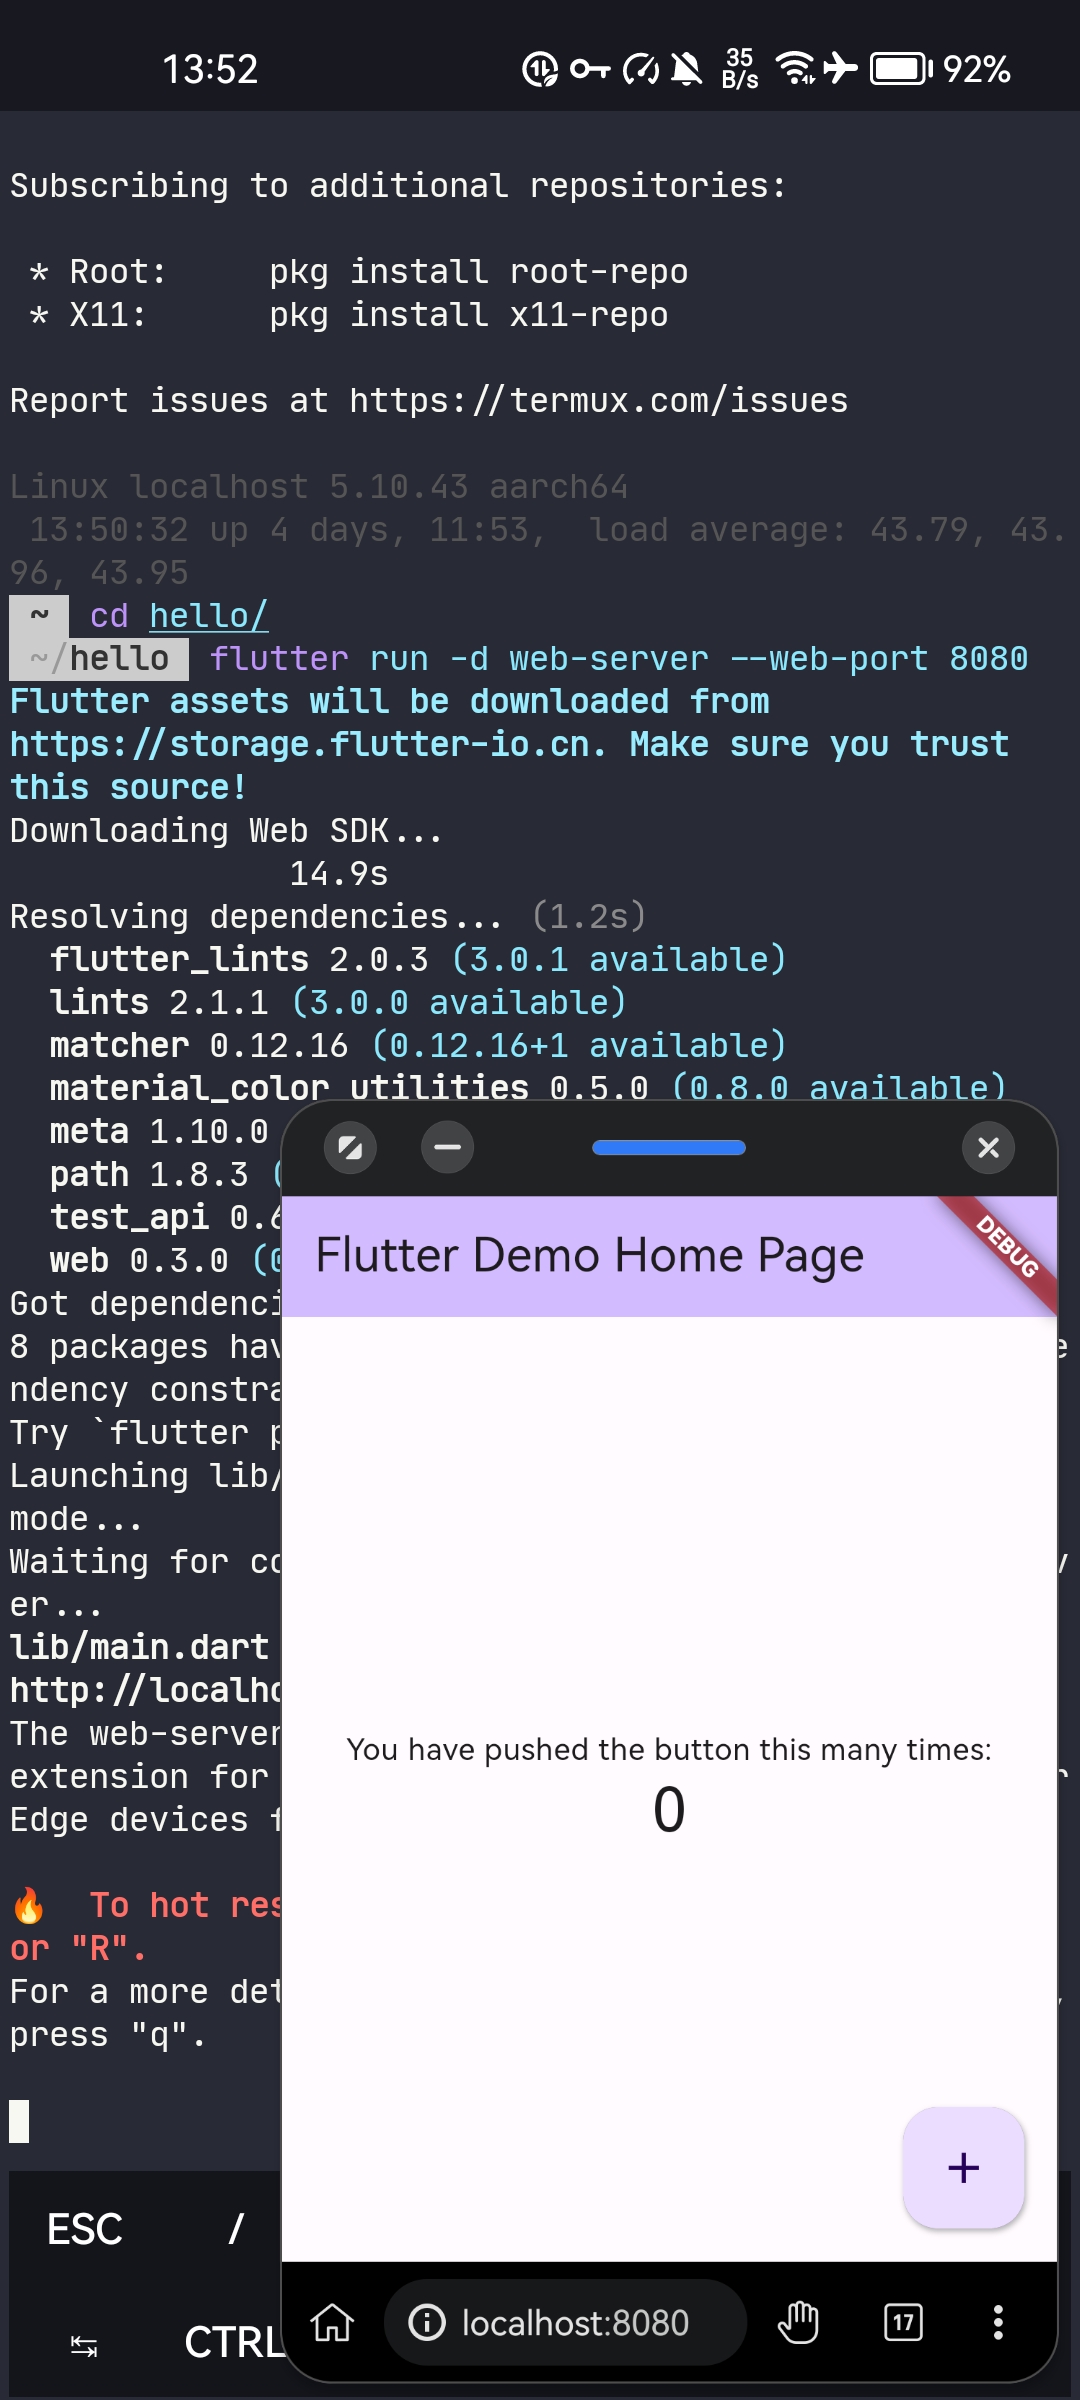 13:52
35
B/s
92%
Subscribing to additional repositories:
* Root:     pkg install root-repo
* X11:      pkg install x11-repo
Report issues at https://termux.com/issues
Linux localhost 5.10.43 aarch64
13:50:32 up 4 days, 11:53,  load average: 43.79, 43.
96, 43.95
~ cd hello/
~/hello flutter run -d web-server --web-port 8080
Flutter assets will be downloaded from
https://storage.flutter-io.cn. Make sure you trust
this source!
Downloading Web SDK...
14.9s
Resolving dependencies... (1.2s)
flutter_lints 2.0.3 (3.0.1 available)
lints 2.1.1 (3.0.0 available)
matcher 0.12.16 (0.12.16+1 available)
material_color_utilities 0.5.0 (0.8.0 available)
meta 1.10.0
path 1.8.3 (
test_api 0.6
web 0.3.0 (0
Got dependenci
8 packages hav
ndency constra
Try `flutter p
Launching lib/
mode...
Waiting for co
er...
lib/main.dart
http://localho
The web-server
extension for
Edge devices f
🔥 To hot res
or "R".
For a more det
press "q".
ESC /
CTRL
Flutter Demo Home Page
DEBUG
You have pushed the button this many times:
0
+
localhost:8080
17